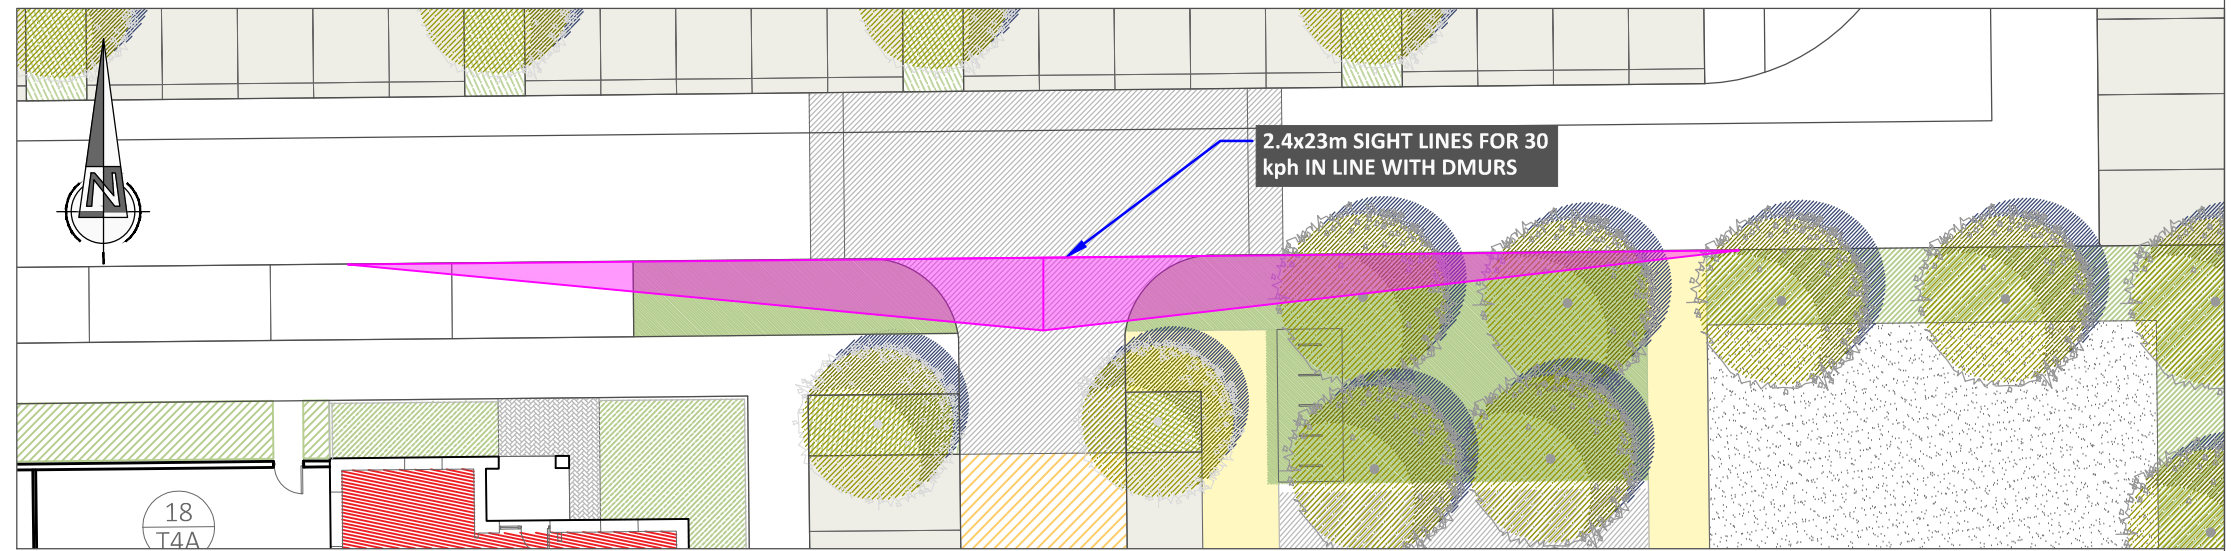 2.4x23m SIGHT LINES FOR 30
kph IN LINE WITH DMURS
N
18
T4A